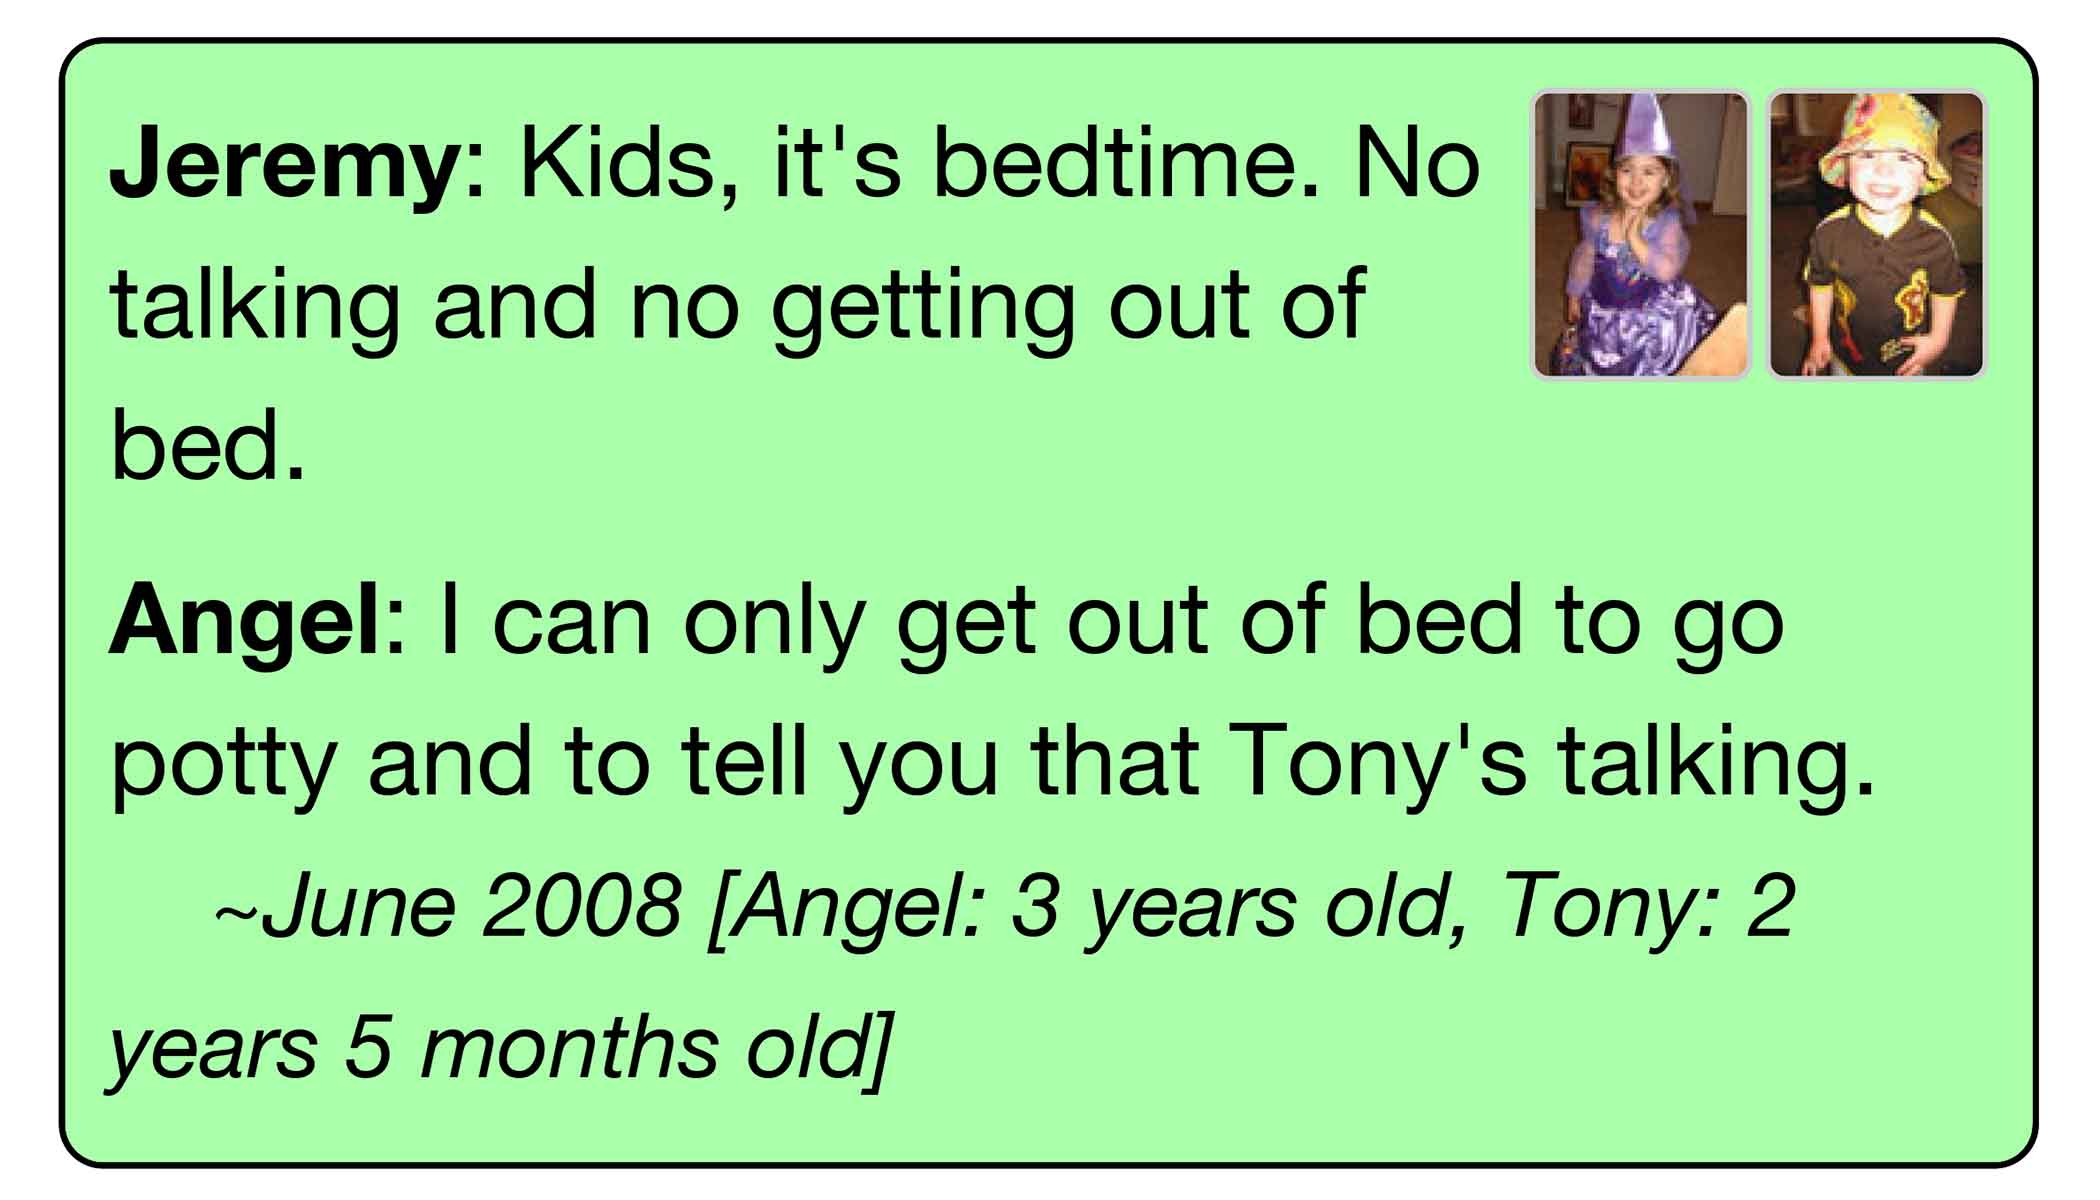 Jeremy: Kids, it's bedtime. No
talking and no getting out of
bed.
Angel: I can only get out of bed to go
potty and to tell you that Tony's talking.
~June 2008 [Angel: 3 years old, Tony: 2
years 5 months old]